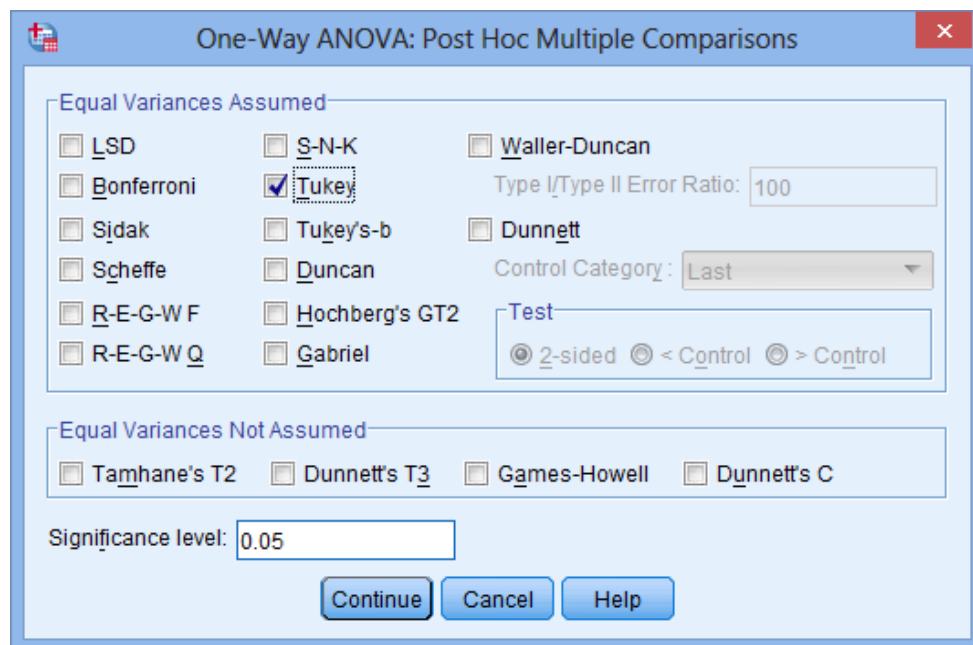 One-Way ANOVA: Post Hoc Multiple Comparisons
Equal Variances Assumed
LSD S-N-K Waller-Duncan
Bonferroni Tukey Type I/Type II Error Ratio: 100
Sidak Tukey's-b Dunnett
Scheffe Duncan Control Category : Last
R-E-G-W F Hochberg's GT2 Test
R-E-G-W Q Gabriel 2-sided < Control > Control
Equal Variances Not Assumed
Tamhane's T2 Dunnett's T3 Games-Howell Dunnett's C
Significance level: 0.05
Continue Cancel Help